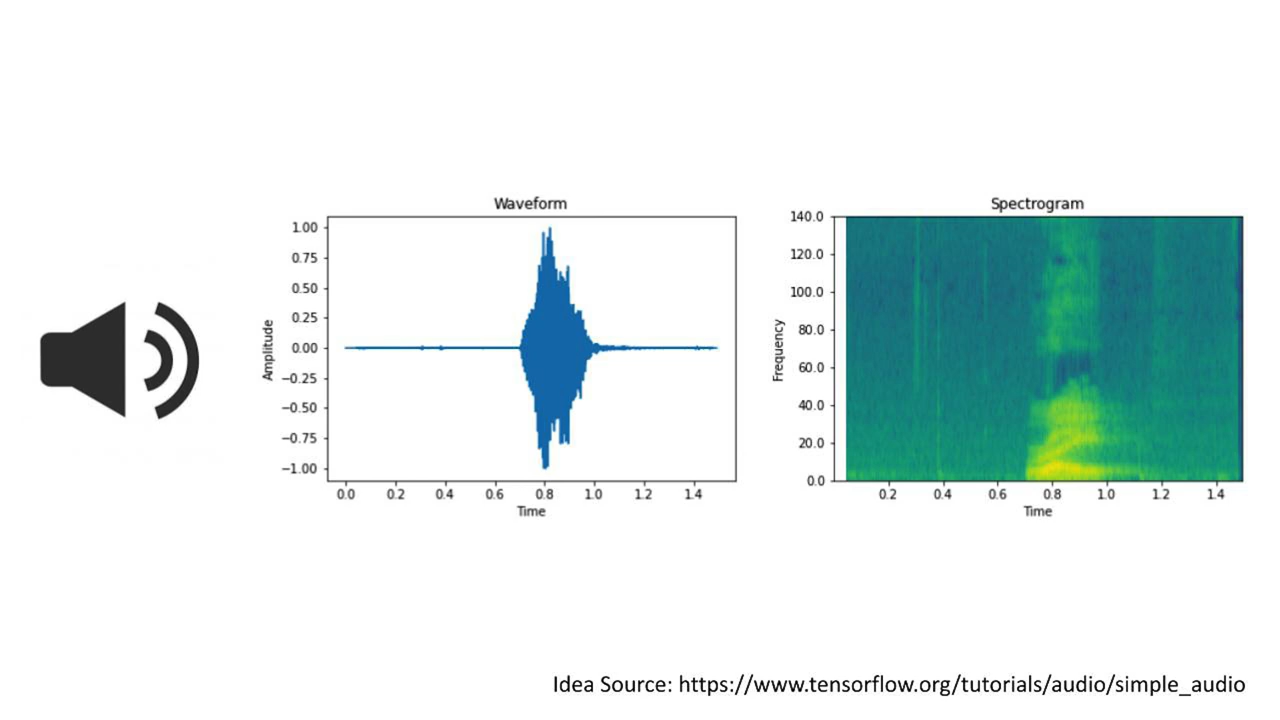 Waveform
1.00
0.75
0.50
0.25
0.00
−0.25
−0.50
−0.75
−1.00
Amplitude
0.0 0.2 0.4 0.6 0.8 1.0 1.2 1.4
Time
Spectrogram
140.0
120.0
100.0
80.0
60.0
40.0
20.0
0.0
Frequency
0.2 0.4 0.6 0.8 1.0 1.2 1.4
Time
Idea Source: https://www.tensorflow.org/tutorials/audio/simple_audio